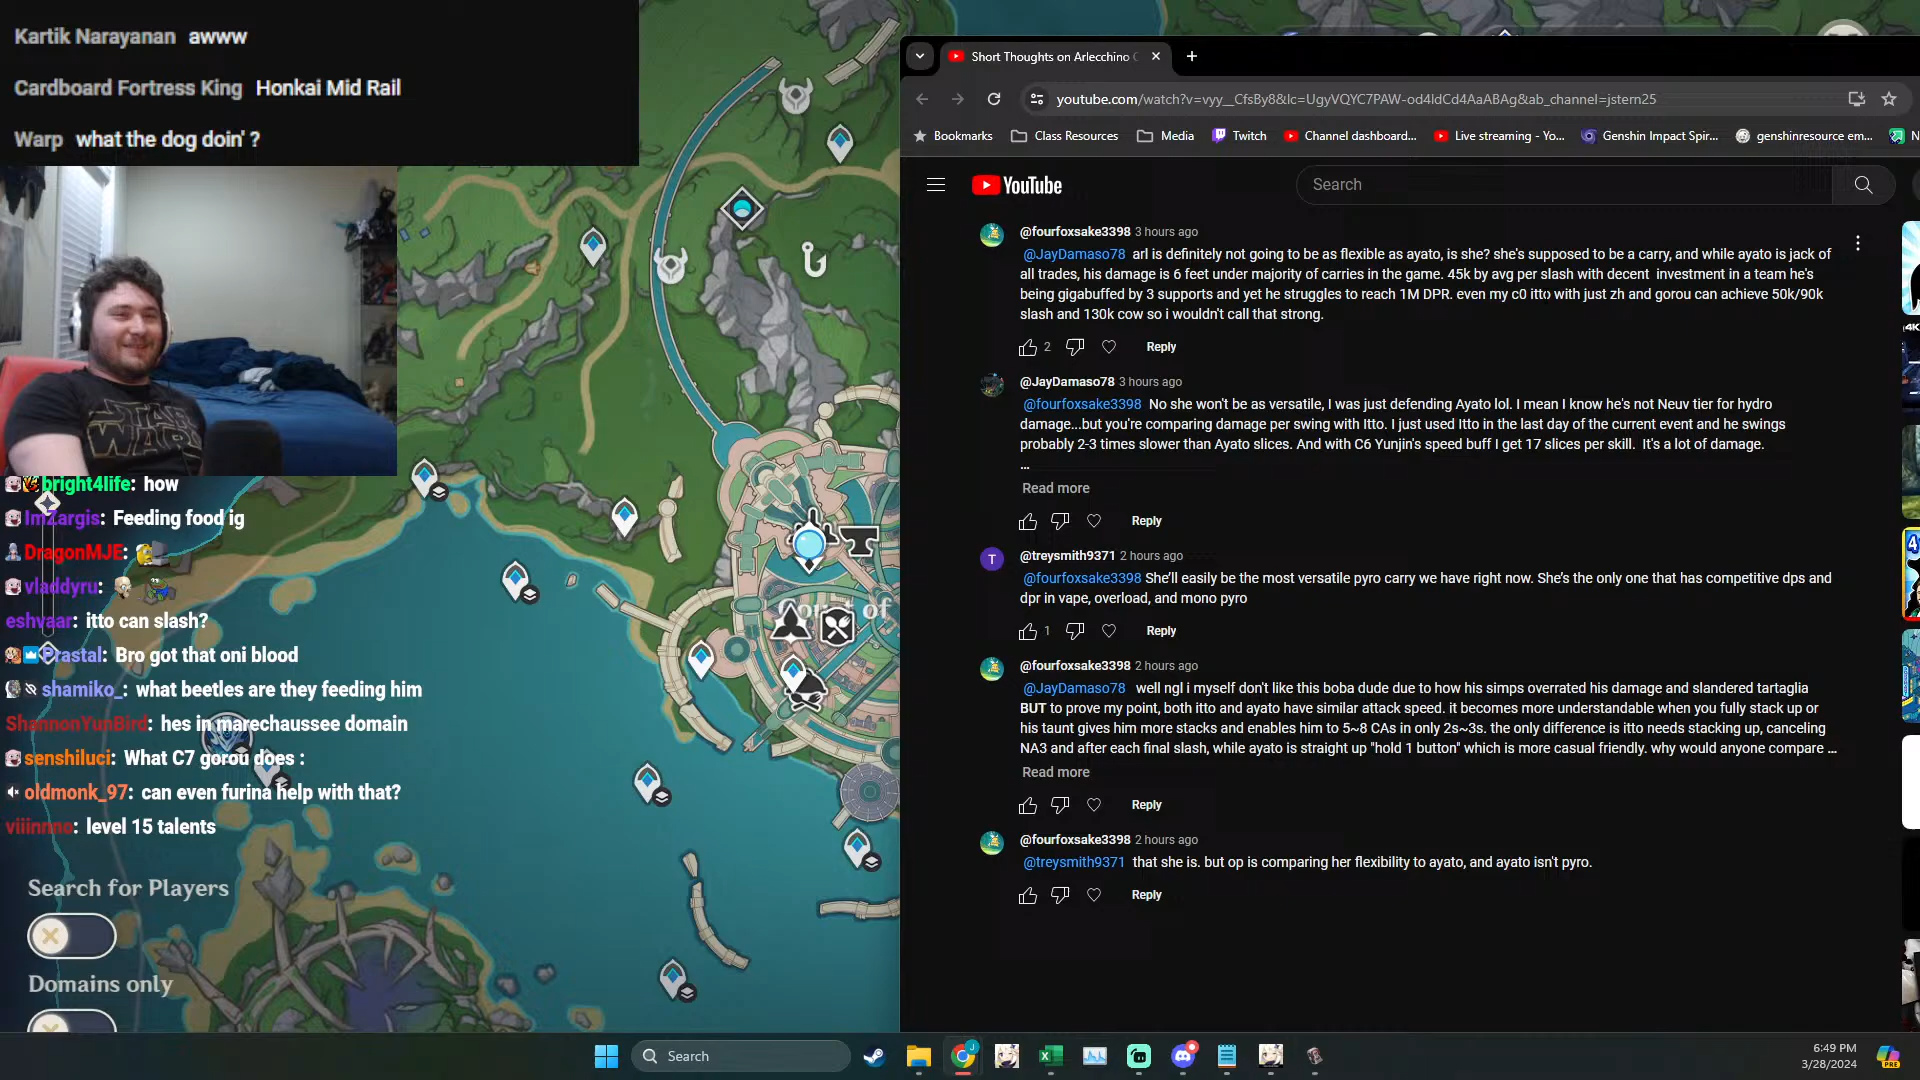 Kartik Narayanan awww
Cardboard Fortress King Honkai Mid Rail
Warp what the dog doin' ?
STAR
WARS
bright4life: how
ImZargis: Feeding food ig
DragonMJE:
vladdyru:
eshvaar: itto can slash?
Prastal: Bro got that oni blood
shamiko_: what beetles are they feeding him
ShannonYunBird: hes in marechaussee domain
senshiluci: What C7 gorou does :
oldmonk_97: can even furina help with that?
viiinnno: level 15 talents
Search for Players
Domains only
of
Short Thoughts on Arlecchino
youtube.com/watch?v=vyy__CfsBy8&lc=UgyVQYC7PAW-od4ldCd4AaABAg&ab_channel=jstern25
Bookmarks Class Resources Media Twitch Channel dashboard... Live streaming - Yo... Genshin Impact Spir... genshinresource em... N
YouTube
Search
@fourfoxsake3398 3 hours ago
@JayDamaso78 arl is definitely not going to be as flexible as ayato, is she? she's supposed to be a carry, and while ayato is jack of
all trades, his damage is 6 feet under majority of carries in the game. 45k by avg per slash with decent investment in a team he's
being gigabuffed by 3 supports and yet he struggles to reach 1M DPR. even my c0 itto with just zh and gorou can achieve 50k/90k
slash and 130k cow so i wouldn't call that strong.
2 Reply
@JayDamaso78 3 hours ago
@fourfoxsake3398 No she won't be as versatile, I was just defending Ayato lol. I mean I know he's not Neuv tier for hydro
damage...but you're comparing damage per swing with Itto. I just used Itto in the last day of the current event and he swings
probably 2-3 times slower than Ayato slices. And with C6 Yunjin's speed buff I get 17 slices per skill. It's a lot of damage.
...
Read more
Reply
T
@treysmith9371 2 hours ago
@fourfoxsake3398 She'll easily be the most versatile pyro carry we have right now. She's the only one that has competitive dps and
dpr in vape, overload, and mono pyro
1 Reply
@fourfoxsake3398 2 hours ago
@JayDamaso78 well ngl i myself don't like this boba dude due to how his simps overrated his damage and slandered tartaglia
BUT to prove my point, both itto and ayato have similar attack speed. it becomes more understandable when you fully stack up or
his taunt gives him more stacks and enables him to 5~8 CAs in only 2s~3s. the only difference is itto needs stacking up, canceling
NA3 and after each final slash, while ayato is straight up "hold 1 button" which is more casual friendly. why would anyone compare ...
Read more
Reply
@fourfoxsake3398 2 hours ago
@treysmith9371 that she is. but op is comparing her flexibility to ayato, and ayato isn't pyro.
Reply
4K
Search
6:49 PM
3/28/2024
PRE